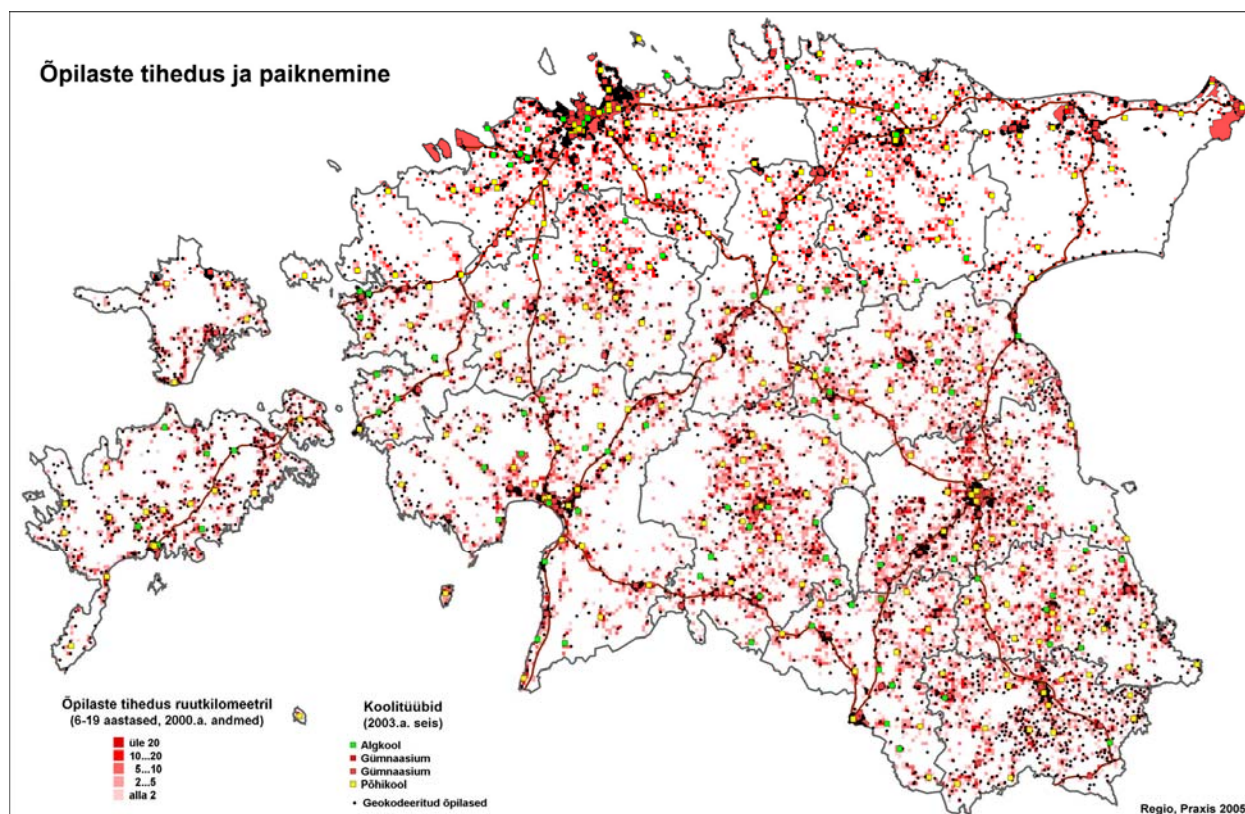 Õpilaste tihedus ja paiknemine
Õpilaste tihedus ruutkilomeetril
(6-19 aastased, 2000.a. andmed)
üle 20
10...20
5...10
2...5
alla 2
Koolitüübid
(2003.a. seis)
Algkool
Gümnaasium
Gümnaasium
Põhikool
Geokodeeritud õpilased
Regio, Praxis 2005